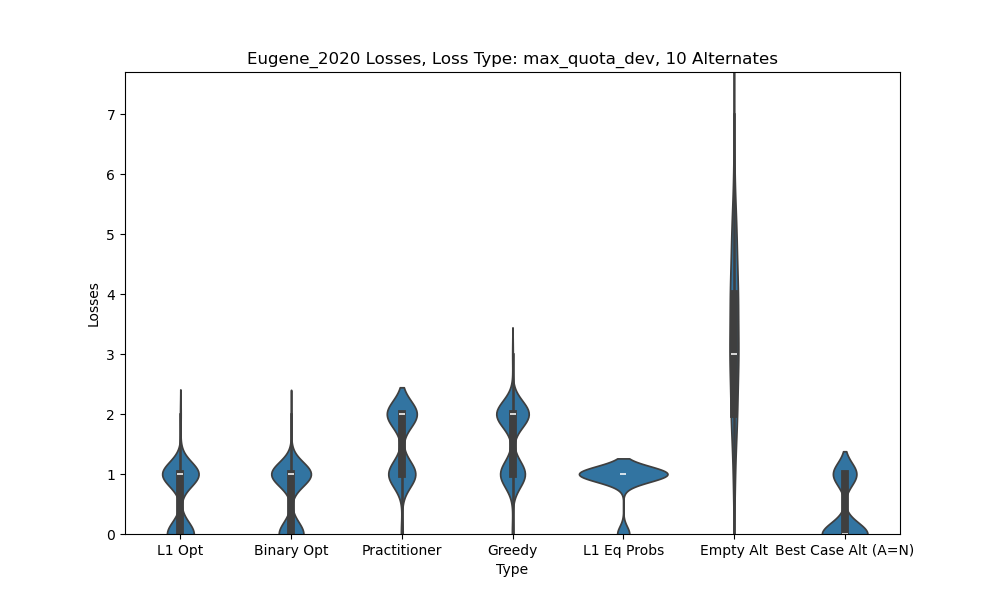 Eugene_2020 Losses, Loss Type: max_quota_dev, 10 Alternates
7
6
5
4
3
2
1
0
Losses
L1 Opt
Binary Opt
Practitioner
Greedy
L1 Eq Probs
Empty Alt
Best Case Alt (A=N)
Type